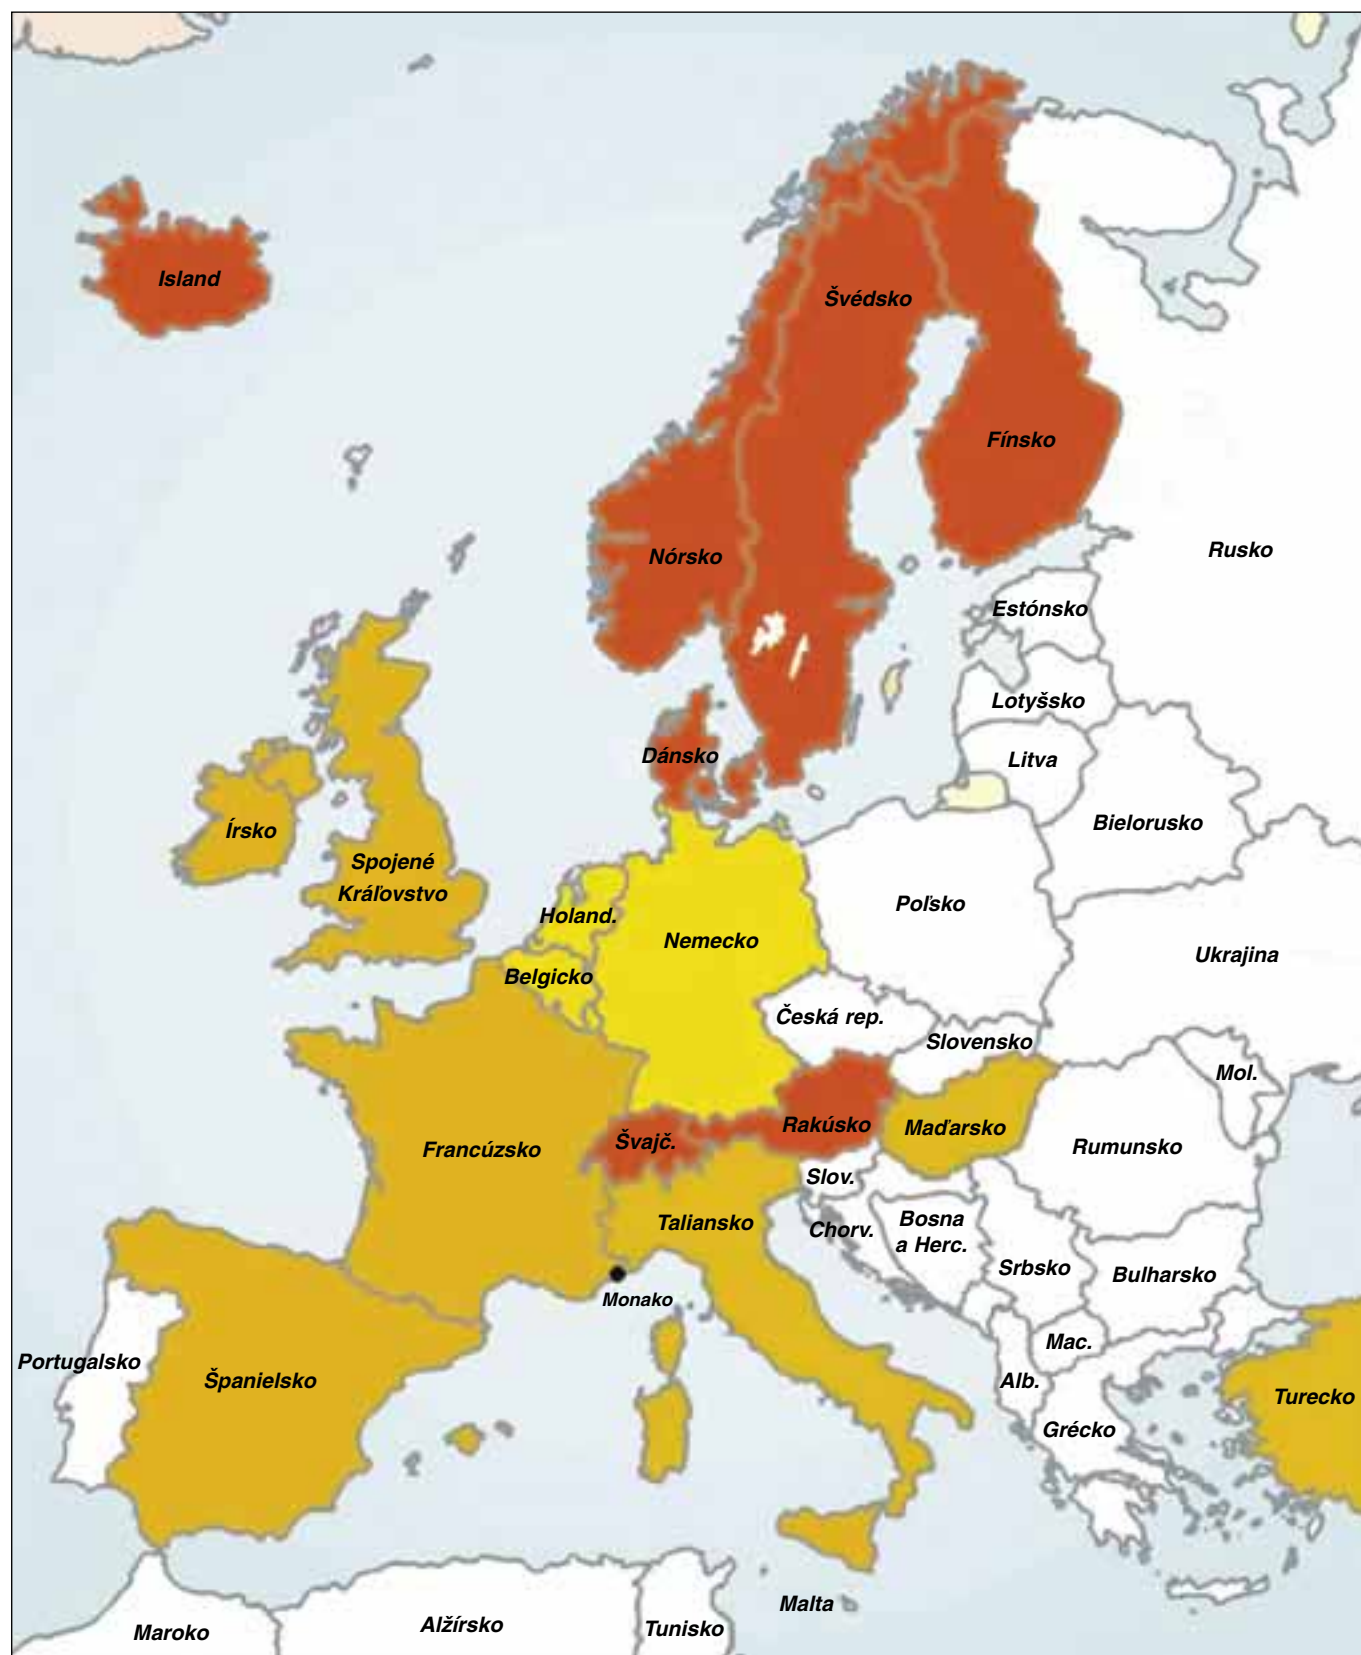 Island
Švédsko
Fínsko
Nórsko
Rusko
Estónsko
Lotyšsko
Dánsko
Litva
Bielorusko
Írsko
Spojené
Kráľovstvo
Holand.
Poľsko
Nemecko
Ukrajina
Belgicko
Česká rep.
Slovensko
Mol.
Francúzsko
Švajč.
Rakúsko
Maďarsko
Rumunsko
Slov.
Taliansko
Chorv.
Bosna
a Herc.
Srbsko
Bulharsko
Monako
Mac.
Portugalsko
Španielsko
Alb.
Turecko
Grécko
Malta
Maroko
Alžírsko
Tunisko